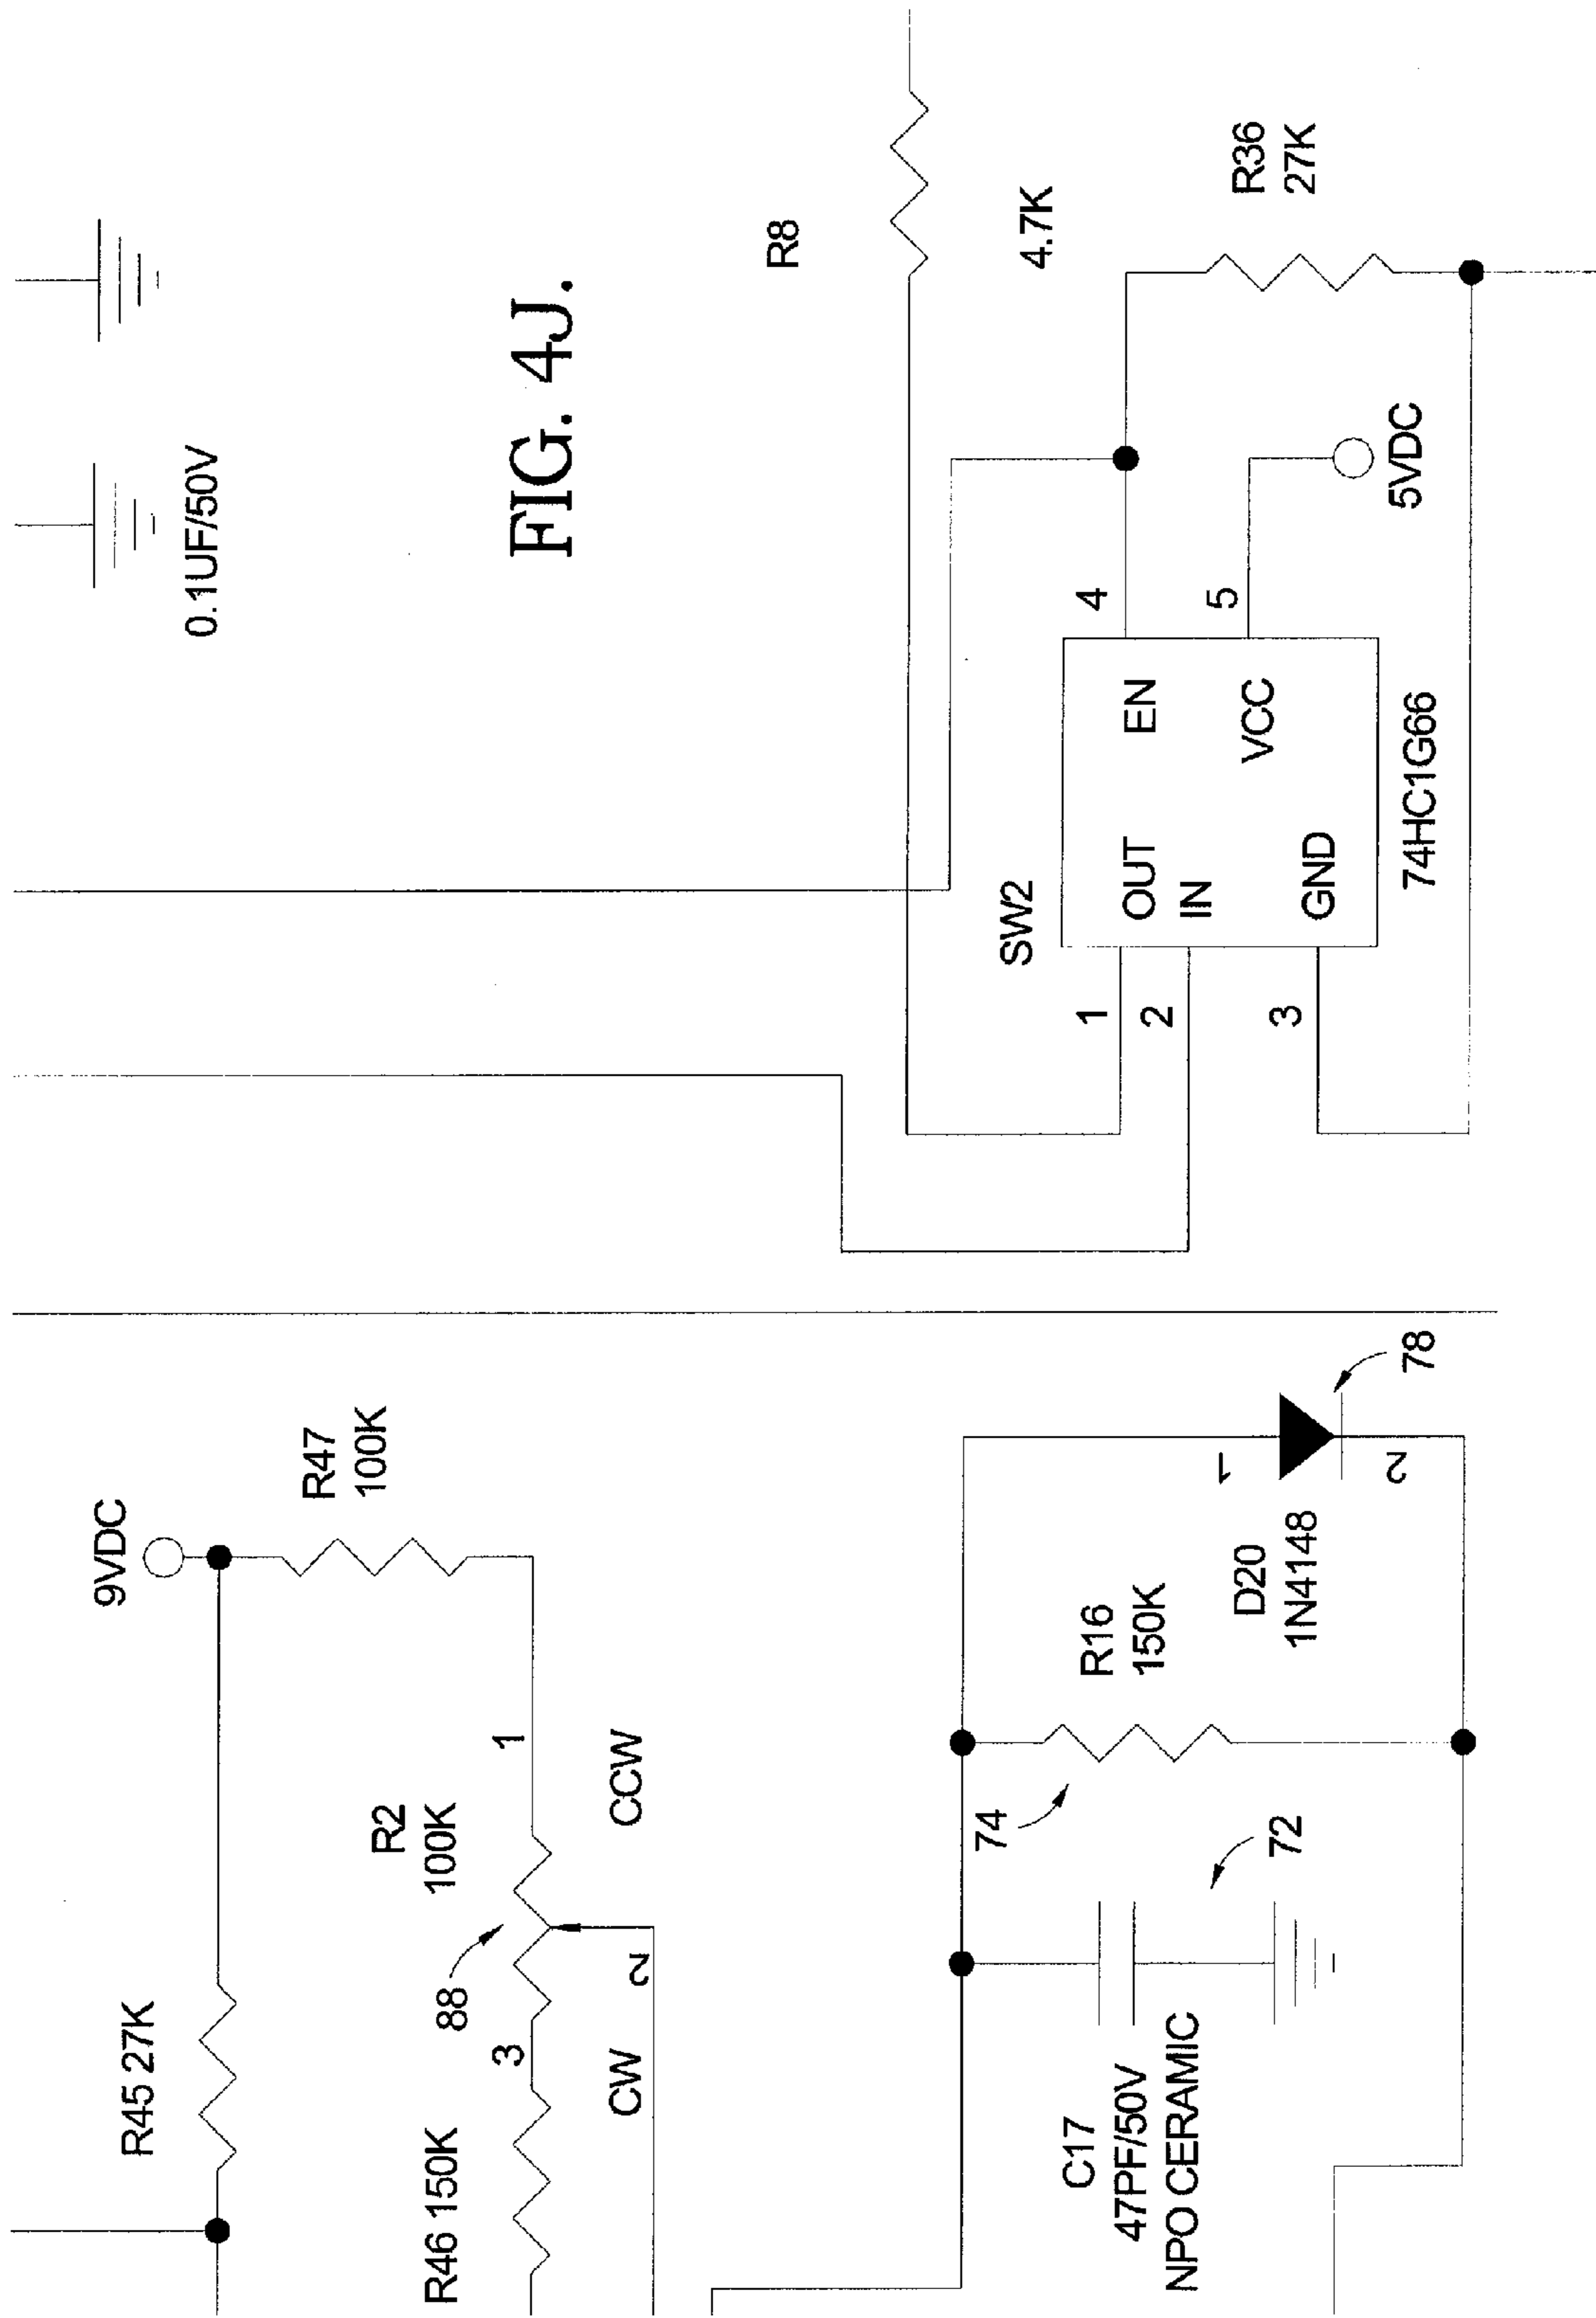 0.1UF/50V
FIG. 4J.
9VDC
R47
100K
R45 27K
R2
100K
88
1
2
3
CCW
CW
R46 150K
R8
4.7K
R36
27K
SW2
1
2
3
4
5
OUT
IN
GND
EN
VCC
5VDC
74HC1G66
74
R16
150K
72
C17
47PF/50V
NPO CERAMIC
1
2
D20
1N4148
78